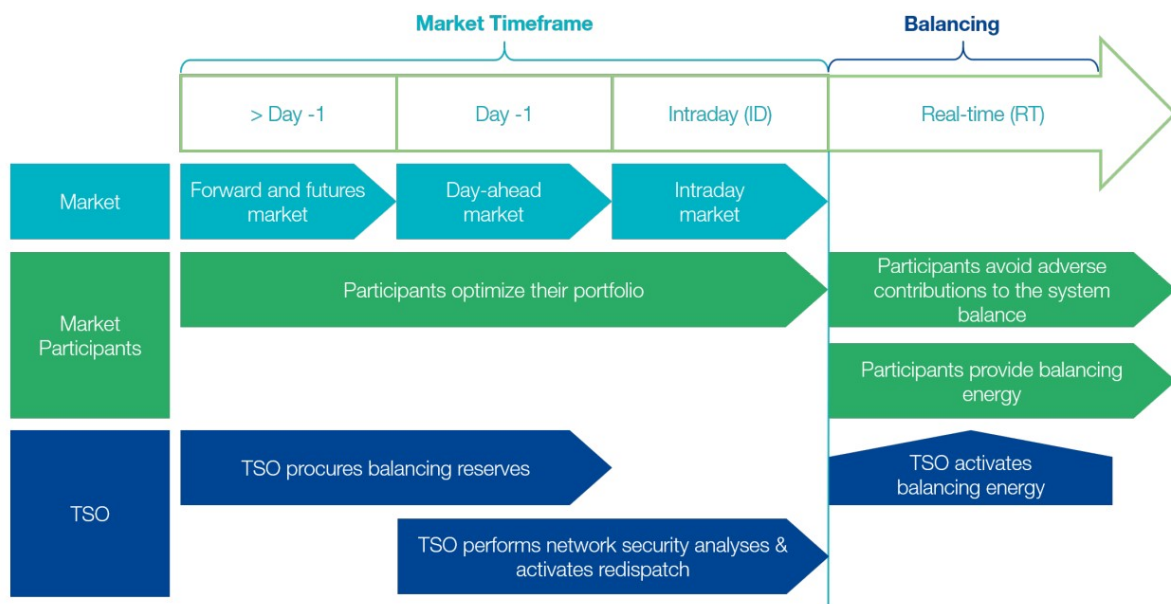 Market Timeframe
Balancing
> Day -1
Day -1
Intraday (ID)
Real-time (RT)
Market
Forward and futures
market
Day-ahead
market
Intraday
market
Market
Participants
Participants optimize their portfolio
Participants avoid adverse
contributions to the system
balance
Participants provide balancing
energy
TSO
TSO procures balancing reserves
TSO activates
balancing energy
TSO performs network security analyses &
activates redispatch